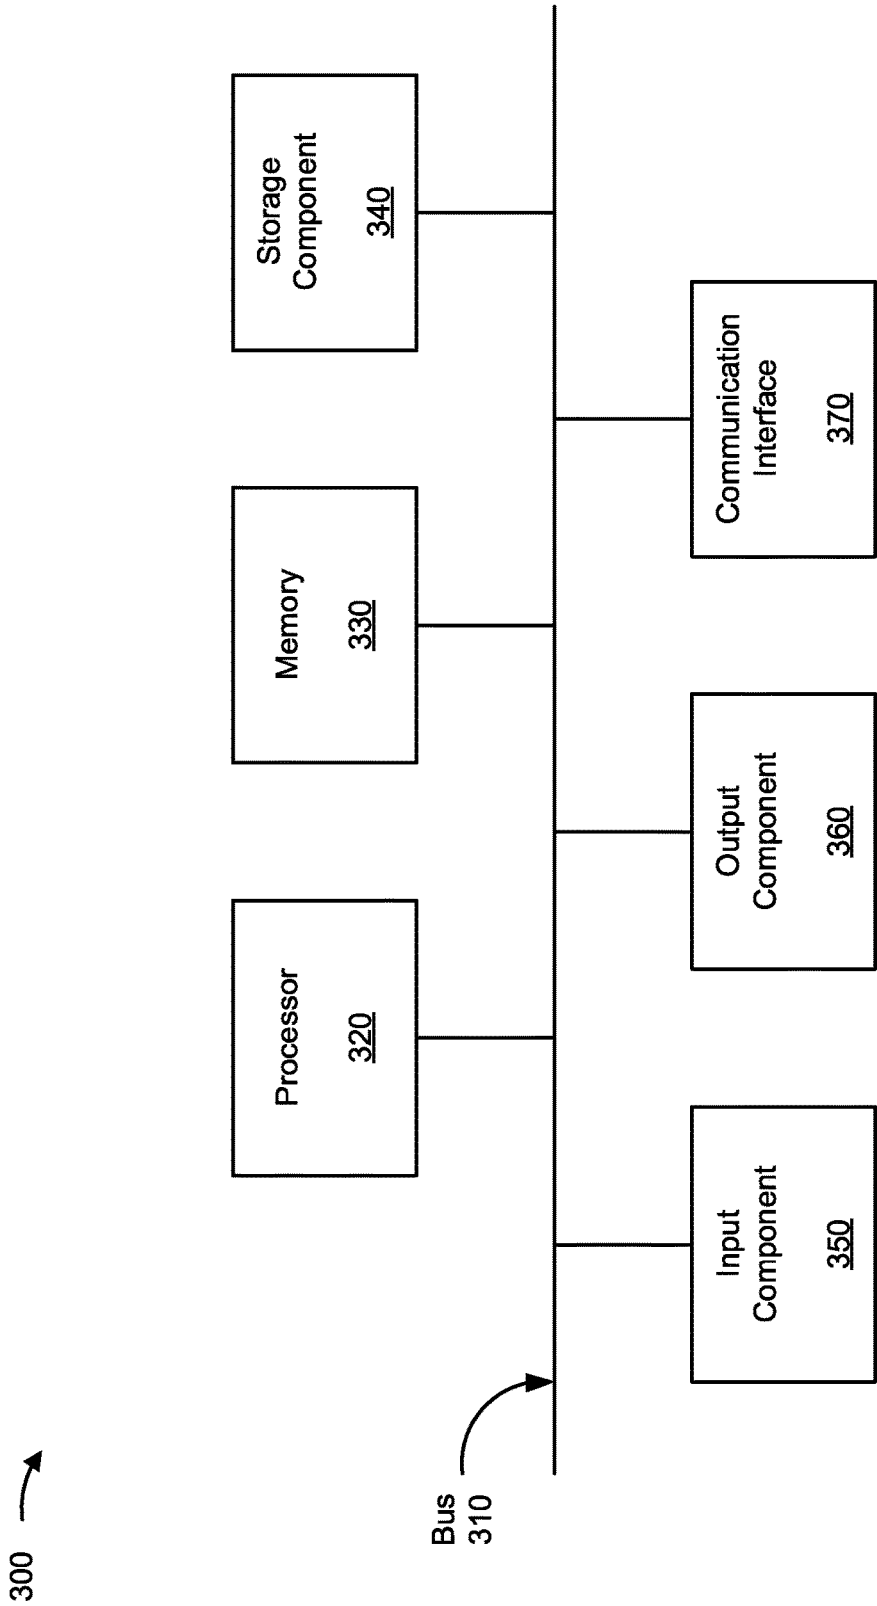 300
Processor
320
Memory
330
Storage
Component
340
Bus
310
Input
Component
350
Output
Component
360
Communication
Interface
370